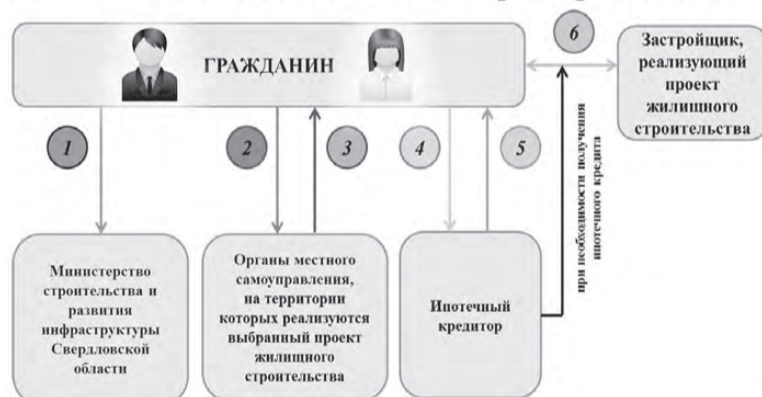 ГРАЖДАНИН
6
Застройщик,
реализующий
проект
жилищного
строительства
1
2
3
4
5
при необходимости получения
ипотечного кредита
Министерство
строительства и
развития
инфраструктуры
Свердловской
области
Органы местного
самоуправления,
на территории
которых реализуются
выбранный проект
жилищного
строительства
Ипотечный
кредитор